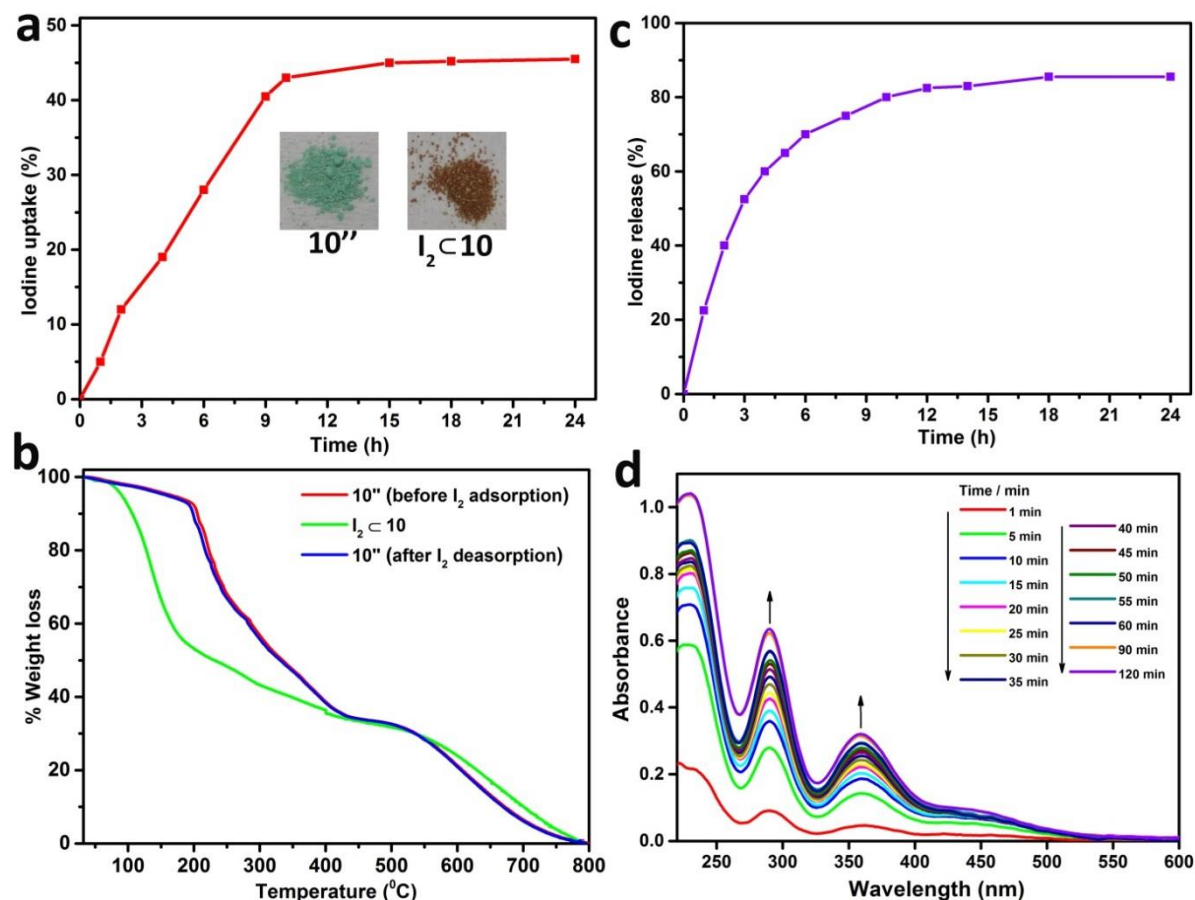 a
Iodine uptake (%)
50
40
30
20
10
0
10’’
I₂⊂10
0 3 6 9 12 15 18 21 24
Time (h)
c
Iodine release (%)
100
80
60
40
20
0
0 3 6 9 12 15 18 21 24
Time (h)
b
% Weight loss
100
80
60
40
20
0
10" (before I₂ adsorption)
I₂ ⊂ 10
10" (after I₂ deasorption)
100 200 300 400 500 600 700 800
Temperature (⁰C)
d
Absorbance
1.0
0.8
0.6
0.4
0.2
0.0
Time / min
1 min
5 min
10 min
15 min
20 min
25 min
30 min
35 min
40 min
45 min
50 min
55 min
60 min
90 min
120 min
250 300 350 400 450 500 550 600
Wavelength (nm)